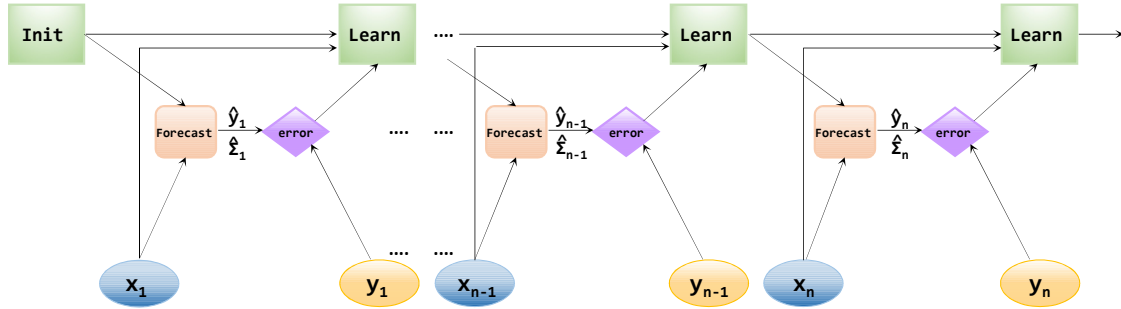 Init
Learn
....
Learn
Learn
Forecast
ŷ1
Σ̂1
error
....
....
Forecast
ŷn-1
Σ̂n-1
error
Forecast
ŷn
Σ̂n
error
....
....
x1
y1
xn-1
yn-1
xn
yn